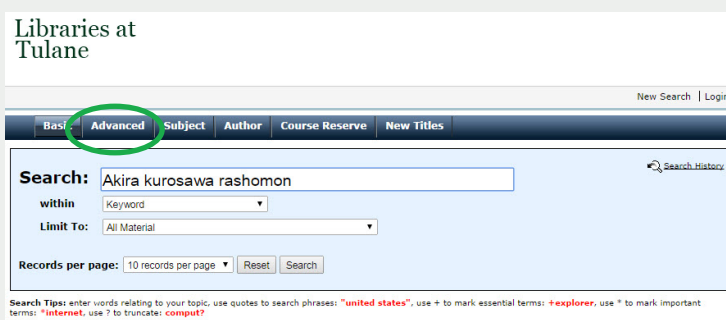 Libraries at
Tulane
New Search | Login
Basic Advanced Subject Author Course Reserve New Titles
Search History
Search: Akira kurosawa rashomon
within Keyword
Limit To: All Material
Records per page: 10 records per page Reset Search
Search Tips: enter words relating to your topic, use quotes to search phrases: "united states", use + to mark essential terms: +explorer, use * to mark important
terms: *internet, use ? to truncate: comput?